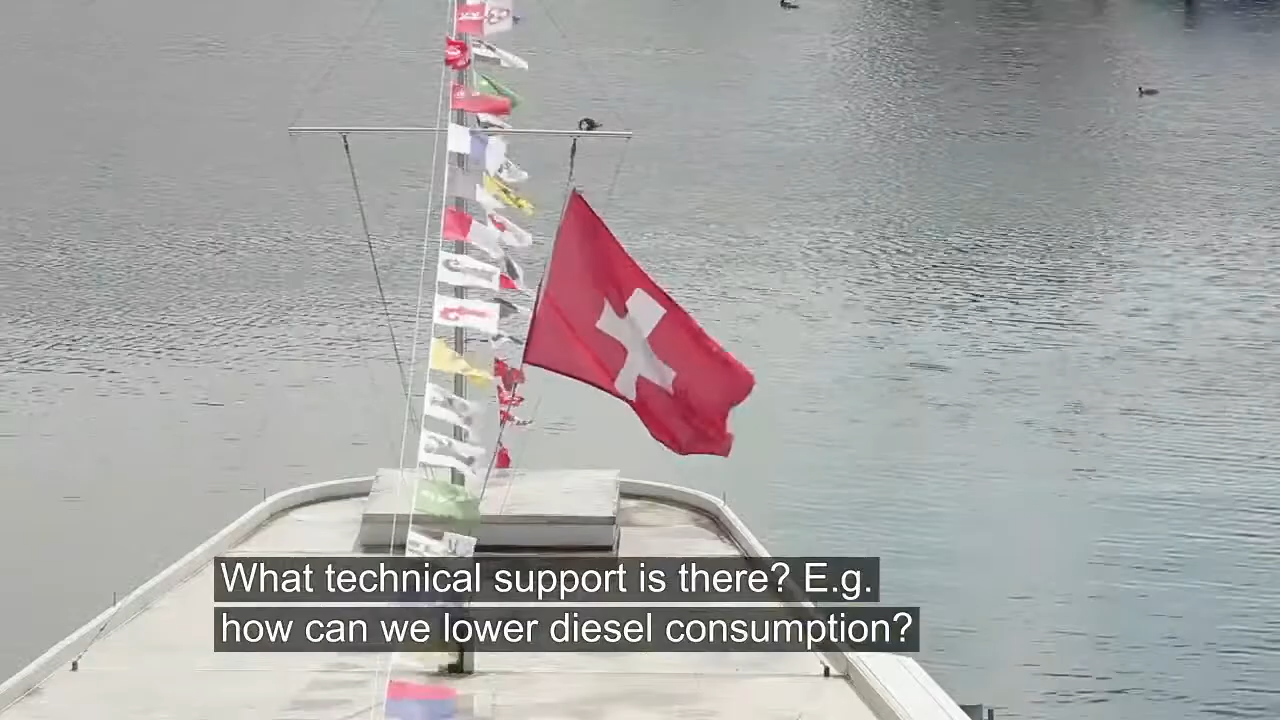 What technical support is there? E.g.
how can we lower diesel consumption?